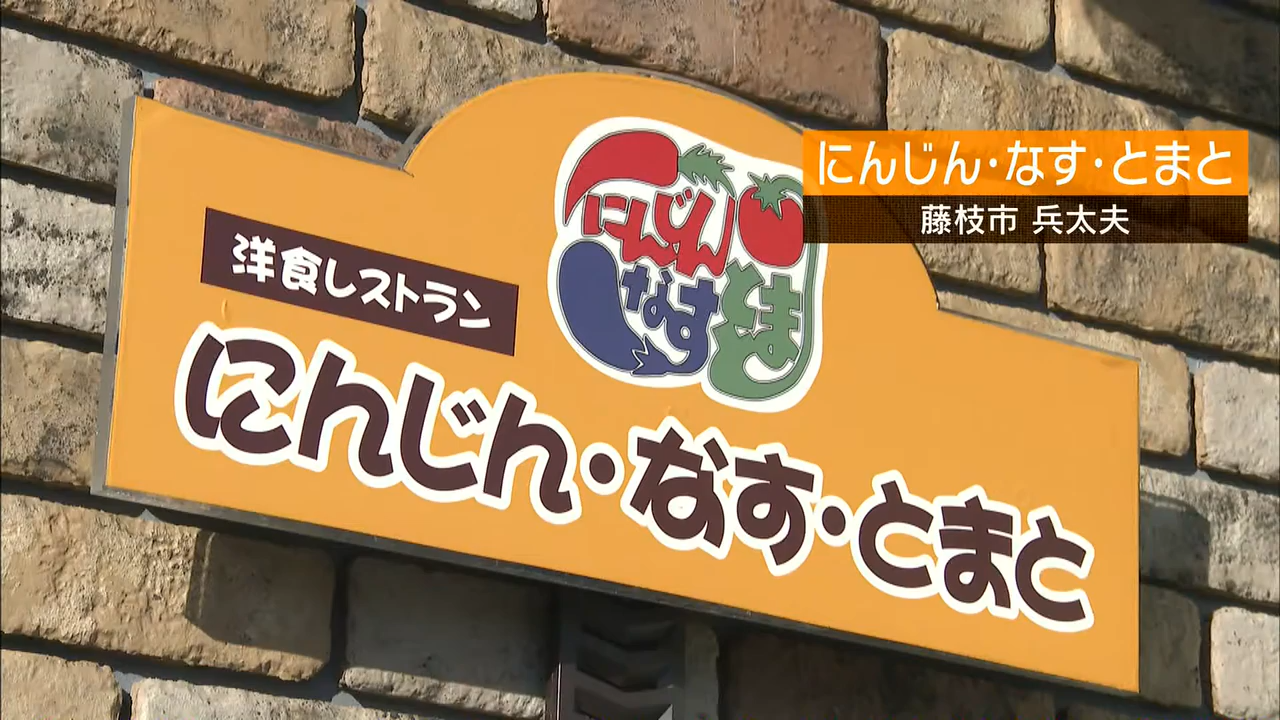 にんじん・なす・とまと
藤枝市 兵太夫
にんじん
なす
とまと
洋食レストラン
にんじん・なす・とまと